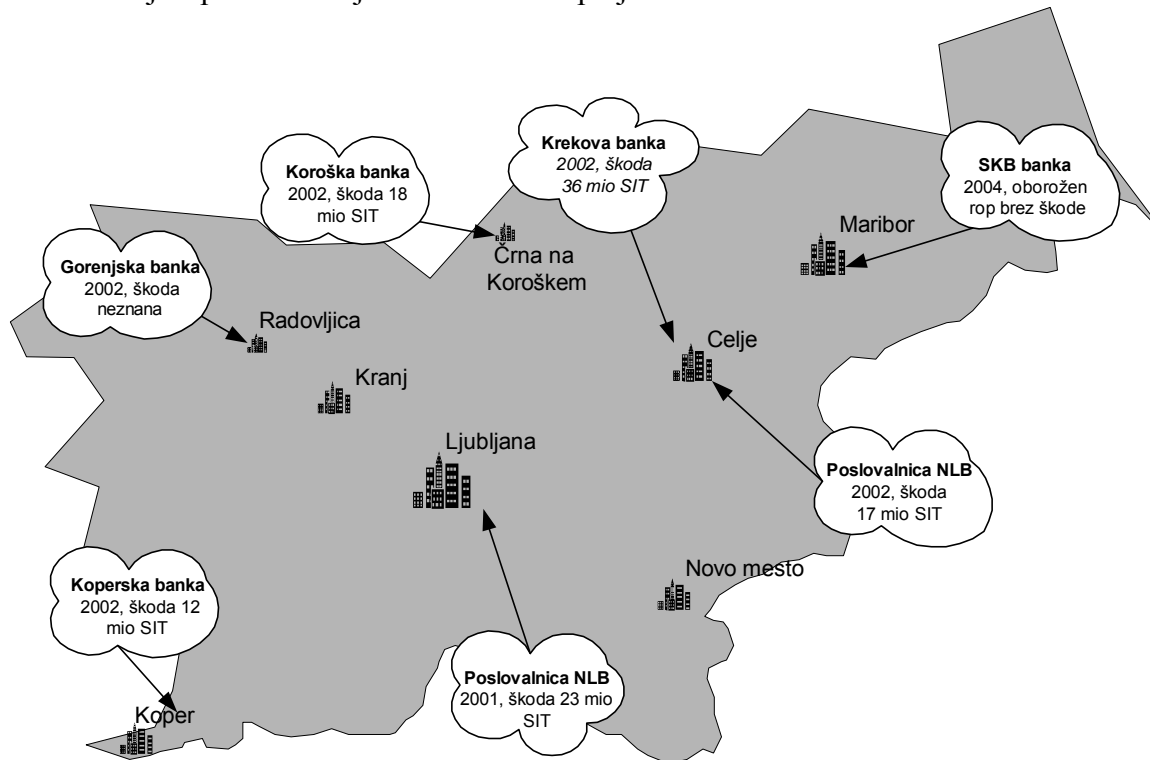 Krekova banka
2002, škoda
36 mio SIT
Koroška banka
2002, škoda 18
mio SIT
SKB banka
2004, oborožen
rop brez škode
Maribor
Črna na
Koroškem
Gorenjska banka
2002, škoda
neznana
Radovljica
Celje
Kranj
Ljubljana
Poslovalnica NLB
2002, škoda
17 mio SIT
Novo mesto
Koperska banka
2002, škoda 12
mio SIT
Poslovalnica NLB
2001, škoda 23 mio
SIT
Koper